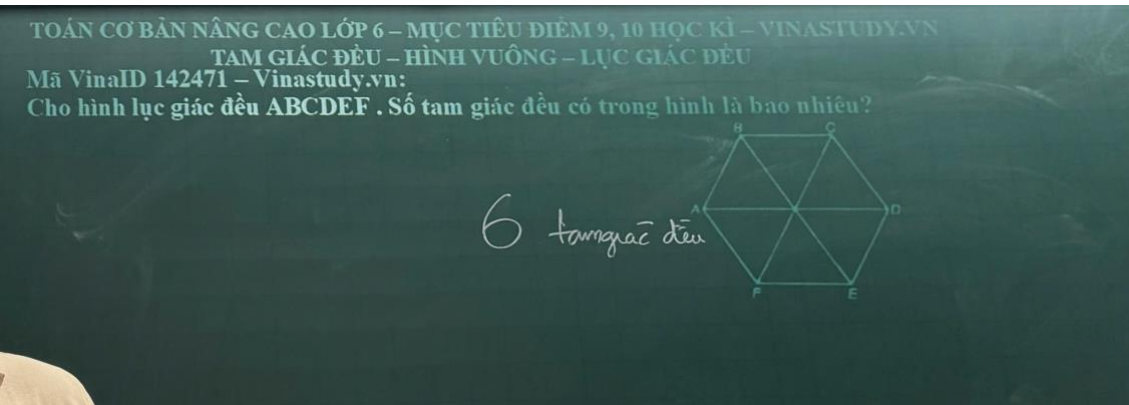 TOÁN CƠ BẢN NÂNG CAO LỚP 6 – MỤC TIÊU ĐIỂM 9, 10 HỌC KÌ – VINASTUDY.VN
TAM GIÁC ĐỀU – HÌNH VUÔNG – LỤC GIÁC ĐỀU
Mã VinaID 142471 – Vinastudy.vn:
Cho hình lục giác đều ABCDEF . Số tam giác đều có trong hình là bao nhiêu?
B C
6 tam giác đều A D
F E